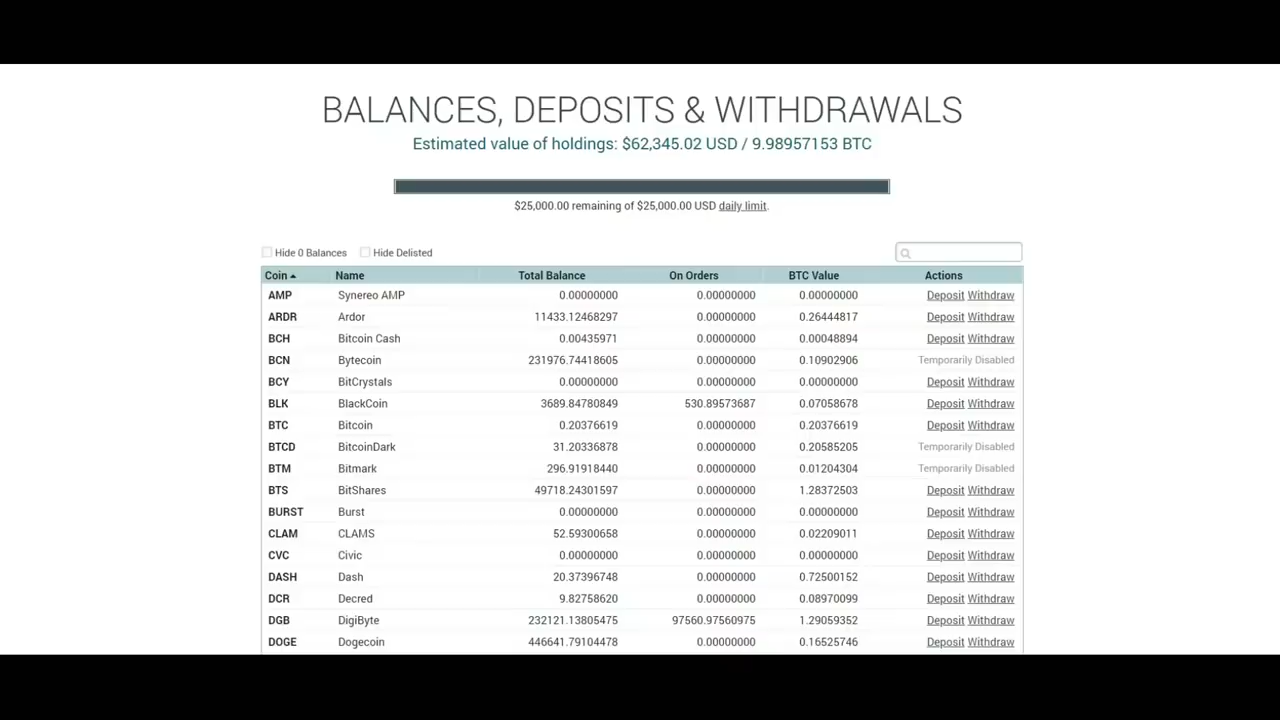 BALANCES, DEPOSITS & WITHDRAWALS
Estimated value of holdings: $62,345.02 USD / 9.98957153 BTC
$25,000.00 remaining of $25,000.00 USD daily limit.
Hide 0 Balances Hide Delisted
Coin Name Total Balance On Orders BTC Value Actions
AMP Synereo AMP 0.00000000 0.00000000 0.00000000 Deposit Withdraw
ARDR Ardor 11433.12468297 0.00000000 0.26444817 Deposit Withdraw
BCH Bitcoin Cash 0.00435971 0.00000000 0.00048894 Deposit Withdraw
BCN Bytecoin 231976.74418605 0.00000000 0.10902906 Temporarily Disabled
BCY BitCrystals 0.00000000 0.00000000 0.00000000 Deposit Withdraw
BLK BlackCoin 3689.84780849 530.89573687 0.07058678 Deposit Withdraw
BTC Bitcoin 0.20376619 0.00000000 0.20376619 Deposit Withdraw
BTCD BitcoinDark 31.20336878 0.00000000 0.20585205 Temporarily Disabled
BTM Bitmark 296.91918440 0.00000000 0.01204304 Temporarily Disabled
BTS BitShares 49718.24301597 0.00000000 1.28372503 Deposit Withdraw
BURST Burst 0.00000000 0.00000000 0.00000000 Deposit Withdraw
CLAM CLAMS 52.59300658 0.00000000 0.02209011 Deposit Withdraw
CVC Civic 0.00000000 0.00000000 0.00000000 Deposit Withdraw
DASH Dash 20.37396748 0.00000000 0.72500152 Deposit Withdraw
DCR Decred 9.82758620 0.00000000 0.08970099 Deposit Withdraw
DGB DigiByte 232121.13805475 97560.97560975 1.29059352 Deposit Withdraw
DOGE Dogecoin 446641.79104478 0.00000000 0.16525746 Deposit Withdraw